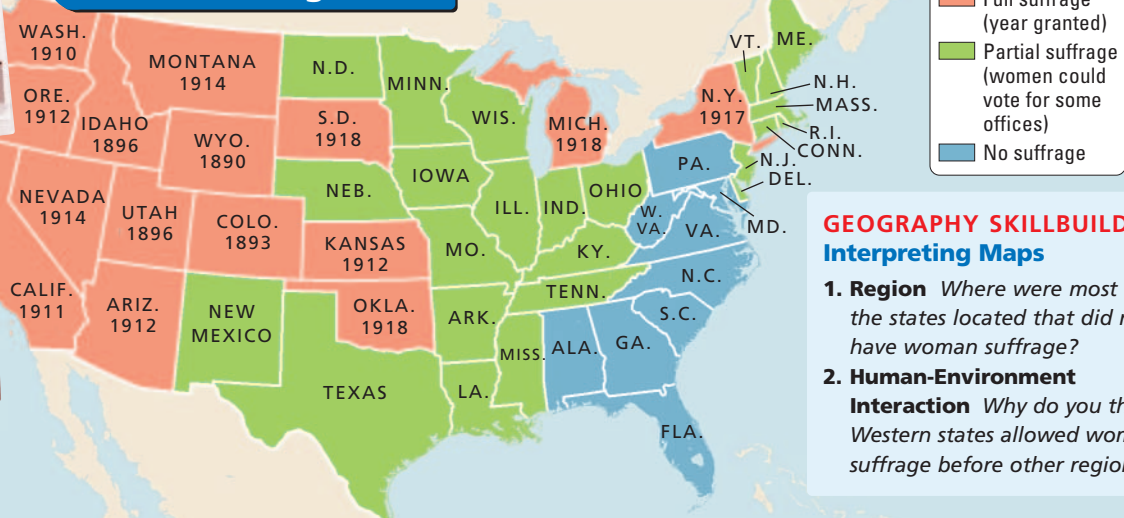 Full suffrage
(year granted)
Partial suffrage
(women could
vote for some
offices)
No suffrage
WASH.
1910
MONTANA
1914
ORE.
1912
IDAHO
1896
WYO.
1890
NEVADA
1914
UTAH
1896
COLO.
1893
CALIF.
1911
ARIZ.
1912
NEW
MEXICO
N.D.
S.D.
1918
NEB.
KANSAS
1912
OKLA.
1918
TEXAS
MINN.
IOWA
MO.
ARK.
LA.
WIS.
ILL.
MICH.
1918
IND.
OHIO
KY.
TENN.
MISS.
ALA.
GA.
FLA.
S.C.
N.C.
VA.
W.
VA.
PA.
N.Y.
1917
VT.
ME.
N.H.
MASS.
R.I.
CONN.
N.J.
DEL.
MD.
GEOGRAPHY
Interpreting Maps
1. Region Where were most
the states located that did
have woman suffrage?
2. Human-Environment
Interaction Why do you
Western states allowed
suffrage before other